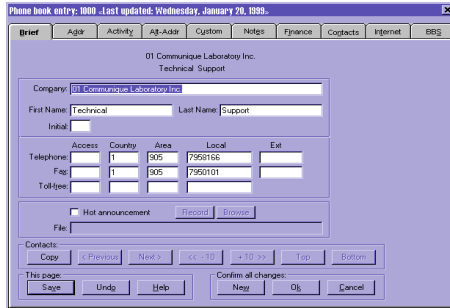 Phone book entry: 1000 <Last updated: Wednesday, January 20, 1999>
Brief Addr Activity Alt-Addr Custom Notes Finance Contacts Internet BBS
01 Communique Laboratory Inc.
Technical Support
Company: 01 Communique Laboratory Inc.
First Name: Technical Last Name: Support
Initial:
Access Country Area Local Ext
Telephone: 1 905 7958166
Fax: 1 905 7950101
Toll-free:
Hot announcement Record Browse
File:
Contacts:
Copy < Previous Next > << - 10 + 10 >> Top Bottom
This page: Confirm all changes:
Save Undo Help New Ok Cancel